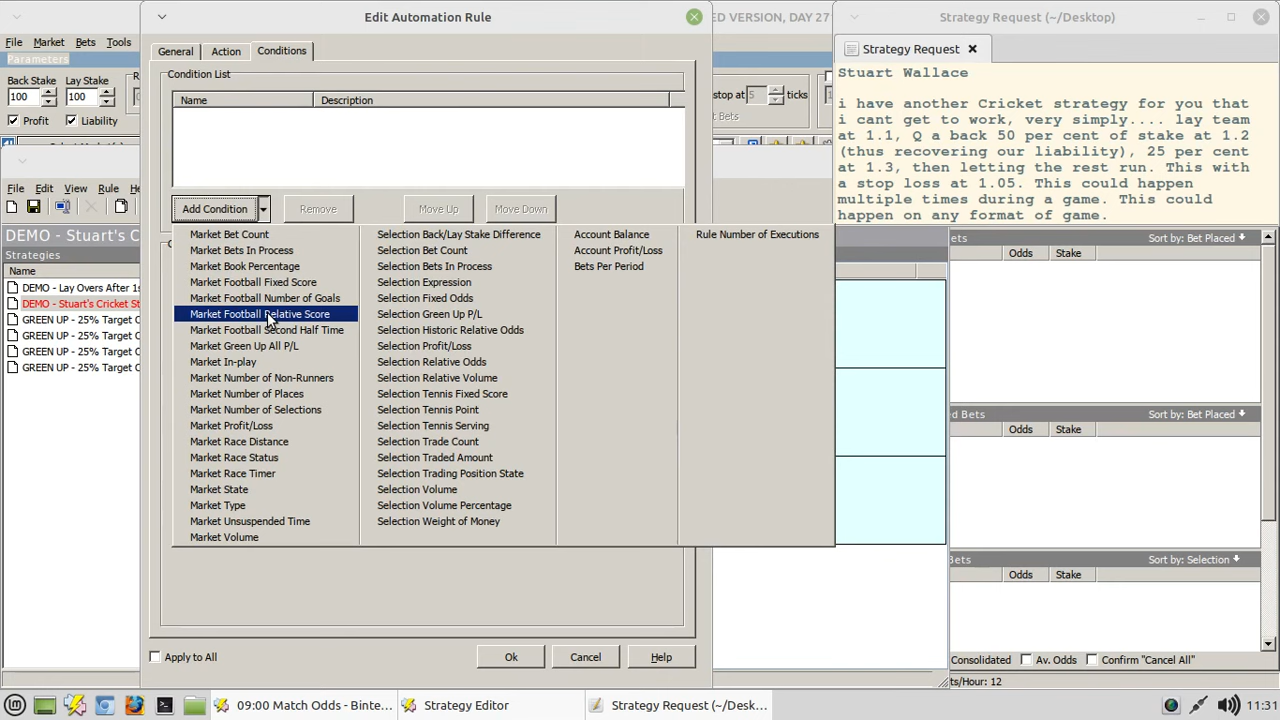 Edit Automation Rule
ED VERSION, DAY 27
Strategy Request (~/Desktop)
File Market Bets Tools
Parameters
Back Stake Lay Stake
100 100
Profit Liability
stop at 5 ticks
General Action Conditions
Condition List
Name Description
Add Condition Remove Move Up Move Down
File Edit View Rule
DEMO - Stuart's Cricket
Strategies
Name
DEMO - Lay Overs After 1s
DEMO - Stuart's Cricket St
GREEN UP - 25% Target O
GREEN UP - 25% Target O
GREEN UP - 25% Target O
GREEN UP - 25% Target O
Market Bet Count
Market Bets In Process
Market Book Percentage
Market Football Fixed Score
Market Football Number of Goals
Market Football Relative Score
Market Football Second Half Time
Market Green Up All P/L
Market In-play
Market Number of Non-Runners
Market Number of Places
Market Number of Selections
Market Profit/Loss
Market Race Distance
Market Race Status
Market Race Timer
Market State
Market Type
Market Unsuspended Time
Market Volume
Selection Back/Lay Stake Difference
Selection Bet Count
Selection Bets In Process
Selection Expression
Selection Fixed Odds
Selection Green Up P/L
Selection Historic Relative Odds
Selection Profit/Loss
Selection Relative Odds
Selection Relative Volume
Selection Tennis Fixed Score
Selection Tennis Point
Selection Tennis Serving
Selection Trade Count
Selection Traded Amount
Selection Trading Position State
Selection Volume
Selection Volume Percentage
Selection Weight of Money
Account Balance
Account Profit/Loss
Bets Per Period
Rule Number of Executions
Apply to All
Ok Cancel Help
Strategy Request
Stuart Wallace
i have another Cricket strategy for you that
i cant get to work, very simply.... lay team
at 1.1, Q a back 50 per cent of stake at 1.2
(thus recovering our liability), 25 per cent
at 1.3, then letting the rest run. This with
a stop loss at 1.05. This could happen
multiple times during a game. This could
happen on any format of game.
ets Sort by: Bet Placed
Odds Stake
d Bets Sort by: Bet Placed
Odds Stake
Bets Sort by: Selection
Odds Stake
Consolidated Av. Odds Confirm "Cancel All"
ts/Hour: 12
09:00 Match Odds - Binte...
Strategy Editor
Strategy Request (~/Desk...
11:31